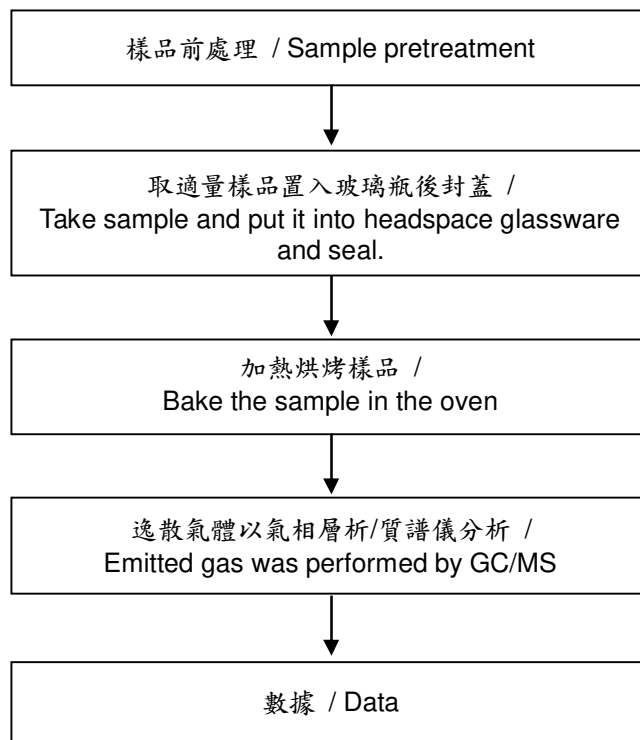 樣品前處理 / Sample pretreatment
取適量樣品置入玻璃瓶後封蓋 /
Take sample and put it into headspace glassware
and seal.
加熱烘烤樣品 /
Bake the sample in the oven
逸散氣體以氣相層析/質譜儀分析 /
Emitted gas was performed by GC/MS
數據 / Data